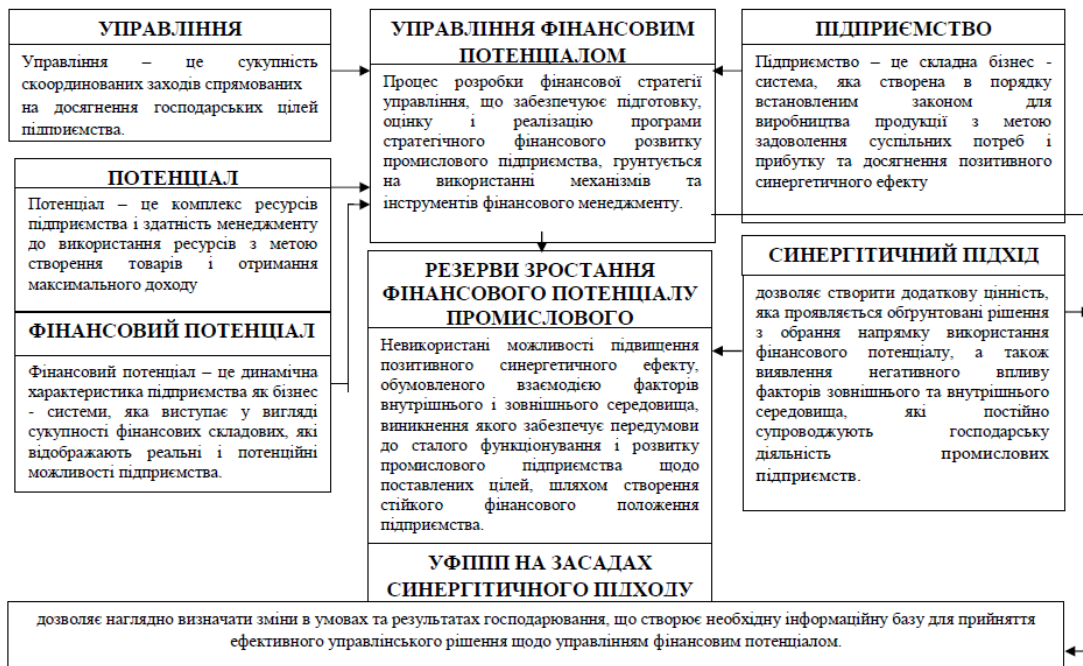 УПРАВЛІННЯ
Управління – це сукупність
скоординованих заходів спрямованих
на досягнення господарських цілей
підприємства.
ПОТЕНЦІАЛ
Потенціал – це комплекс ресурсів
підприємства і здатність менеджменту
до використання ресурсів з метою
створення товарів і отримання
максимального доходу
ФІНАНСОВИЙ ПОТЕНЦІАЛ
Фінансовий потенціал – це динамічна
характеристика підприємства як бізнес
- системи, яка виступає у вигляді
сукупності фінансових складових, які
відображають реальні і потенційні
можливості підприємства.
УПРАВЛІННЯ ФІНАНСОВИМ
ПОТЕНЦІАЛОМ
Процес розробки фінансової стратегії
управління, що забезпечує підготовку,
оцінку і реалізацію програми
стратегічного фінансового розвитку
промислового підприємства, грунтується
на використанні механізмів та
інструментів фінансового менеджменту.
РЕЗЕРВИ ЗРОСТАННЯ
ФІНАНСОВОГО ПОТЕНЦІАЛУ
ПРОМИСЛОВОГО
Невикористані можливості підвищення
позитивного синергетичного ефекту,
обумовленого взаємодією факторів
внутрішнього і зовнішнього середовища,
виникнення якого забезпечує передумови
до сталого функціонування і розвитку
промислового підприємства щодо
поставлених цілей, шляхом створення
стійкого фінансового положення
підприємства.
УФППП НА ЗАСАДАХ
СИНЕРГІТИЧНОГО ПІДХОДУ
ПІДПРИЄМСТВО
Підприємство – це складна бізнес -
система, яка створена в порядку
встановленим законом для
виробництва продукції з метою
задоволення суспільних потреб і
прибутку та досягнення позитивного
синергетичного ефекту
СИНЕРГІТИЧНИЙ ПІДХІД
дозволяє створити додаткову цінність,
яка проявляється обґрунтовані рішення
з обрання напрямку використання
фінансового потенціалу, а також
виявлення негативного впливу
факторів зовнішнього та внутрішнього
середовища, які постійно
супроводжують господарську
діяльність промислових
підприємств.
дозволяє наглядно визначати зміни в умовах та результатах господарювання, що створює необхідну інформаційну базу для прийняття
ефективного управлінського рішення щодо управлінням фінансовим потенціалом.